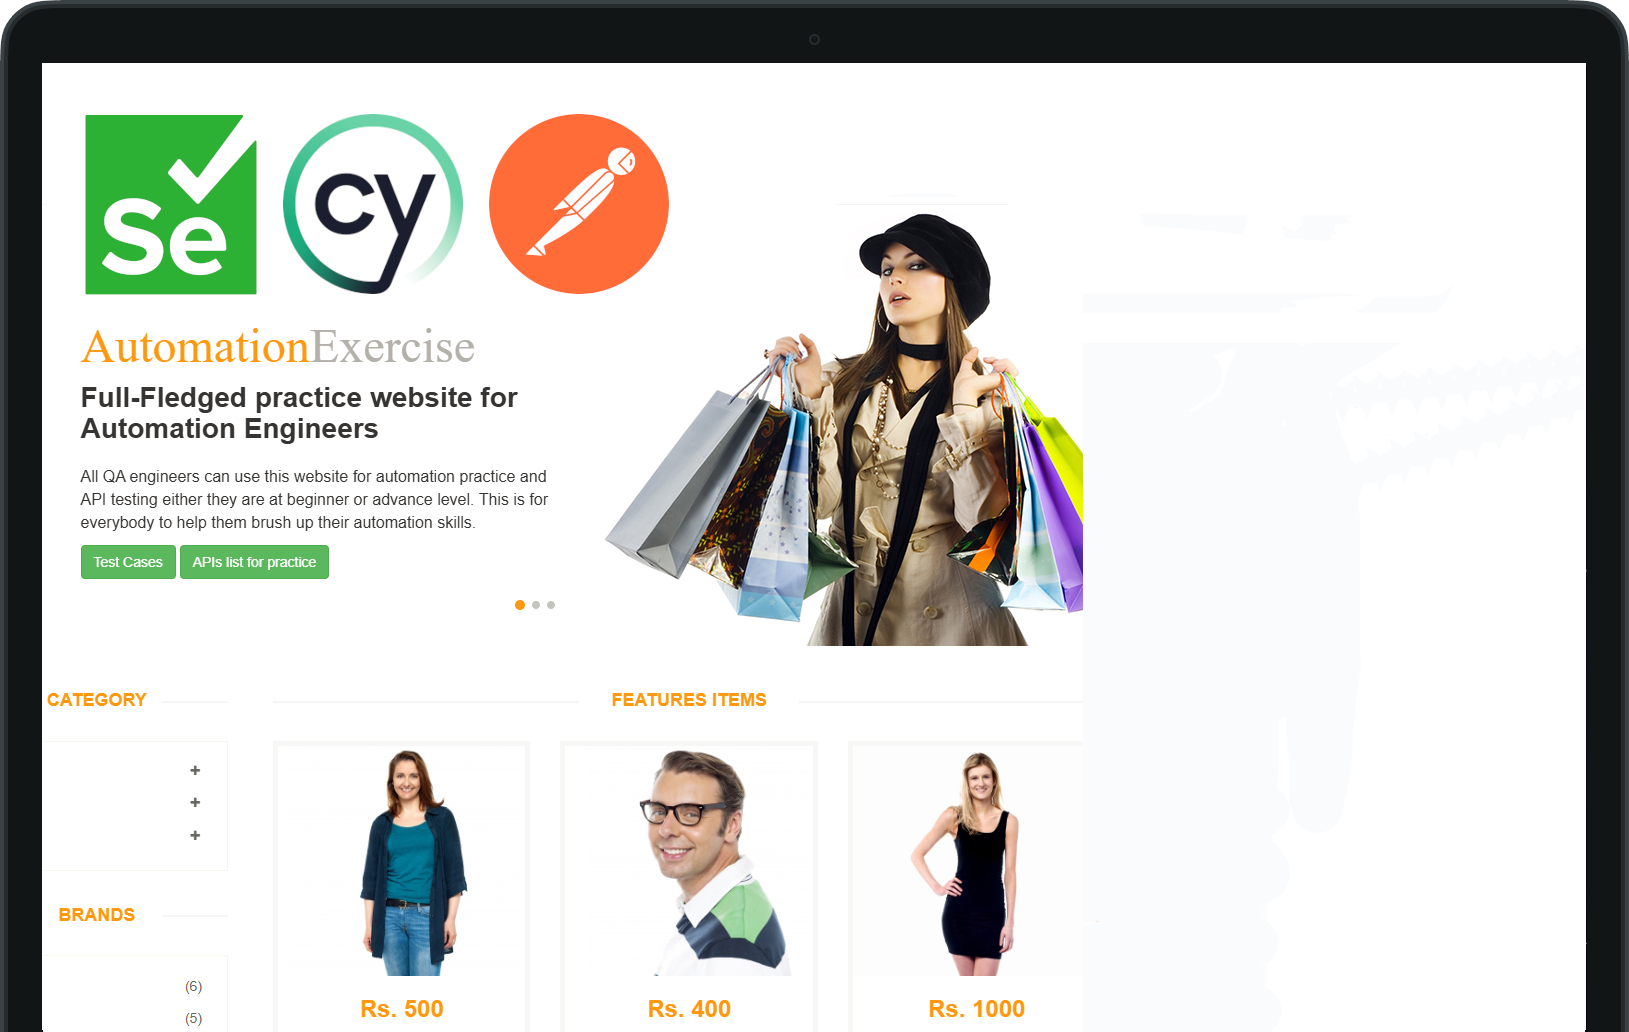 Se
cy
AutomationExercise
Full-Fledged practice website for
Automation Engineers
All QA engineers can use this website for automation practice and
API testing either they are at beginner or advance level. This is for
everybody to help them brush up their automation skills.
Test Cases
APIs list for practice
CATEGORY
FEATURES ITEMS
+
+
+
BRANDS
(6)
(5)
Rs. 500
Rs. 400
Rs. 1000